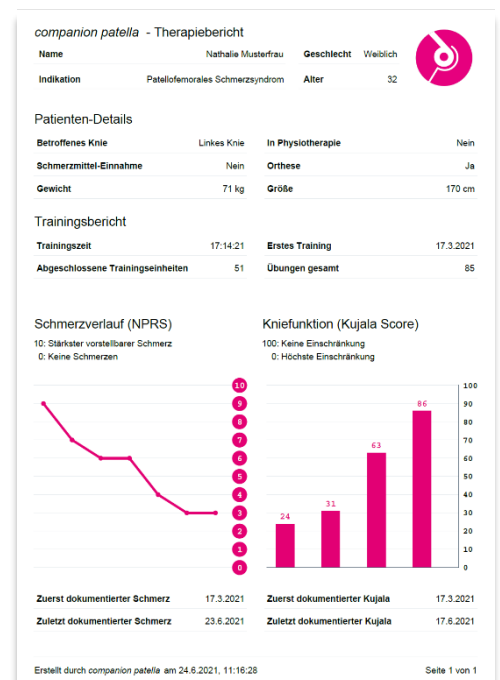 companion patella - Therapiebericht
Name Nathalie Musterfrau Geschlecht Weiblich
Indikation Patellofemorales Schmerzsyndrom Alter 32
Patienten-Details
Betroffenes Knie Linkes Knie In Physiotherapie Nein
Schmerzmittel-Einnahme Nein Orthese Ja
Gewicht 71 kg Größe 170 cm
Trainingsbericht
Trainingszeit 17:14:21 Erstes Training 17.3.2021
Abgeschlossene Trainingseinheiten 51 Übungen gesamt 85
Schmerzverlauf (NPRS) Kniefunktion (Kujala Score)
10: Stärkster vorstellbarer Schmerz 100: Keine Einschränkung
0: Keine Schmerzen 0: Höchste Einschränkung
10 100
9 86 90
8 80
7 70
6 63 60
5 50
4 40
3 31 30
2 24 20
1 10
0 0
Zuerst dokumentierter Schmerz 17.3.2021 Zuerst dokumentierter Kujala 17.3.2021
Zuletzt dokumentierter Schmerz 23.6.2021 Zuletzt dokumentierter Kujala 17.6.2021
Erstellt durch companion patella am 24.6.2021, 11:16:28 Seite 1 von 1